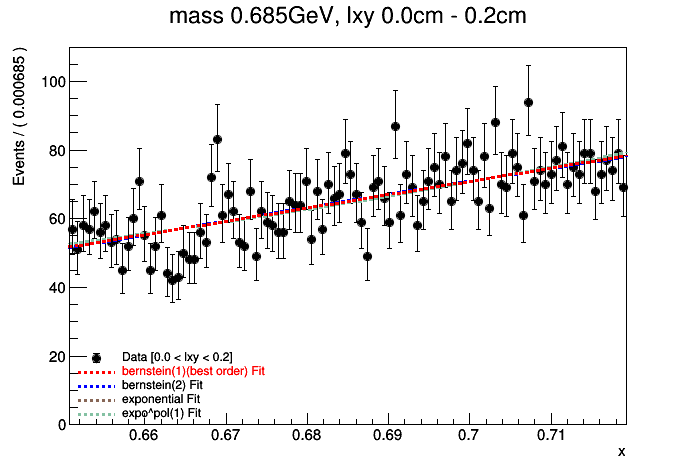 mass 0.685GeV, lxy 0.0cm - 0.2cm
Events / ( 0.000685 )
100
80
60
40
20
0
Data [0.0 < lxy < 0.2]
bernstein(1)(best order) Fit
bernstein(2) Fit
exponential Fit
expo^pol(1) Fit
0.66 0.67 0.68 0.69 0.7 0.71
x